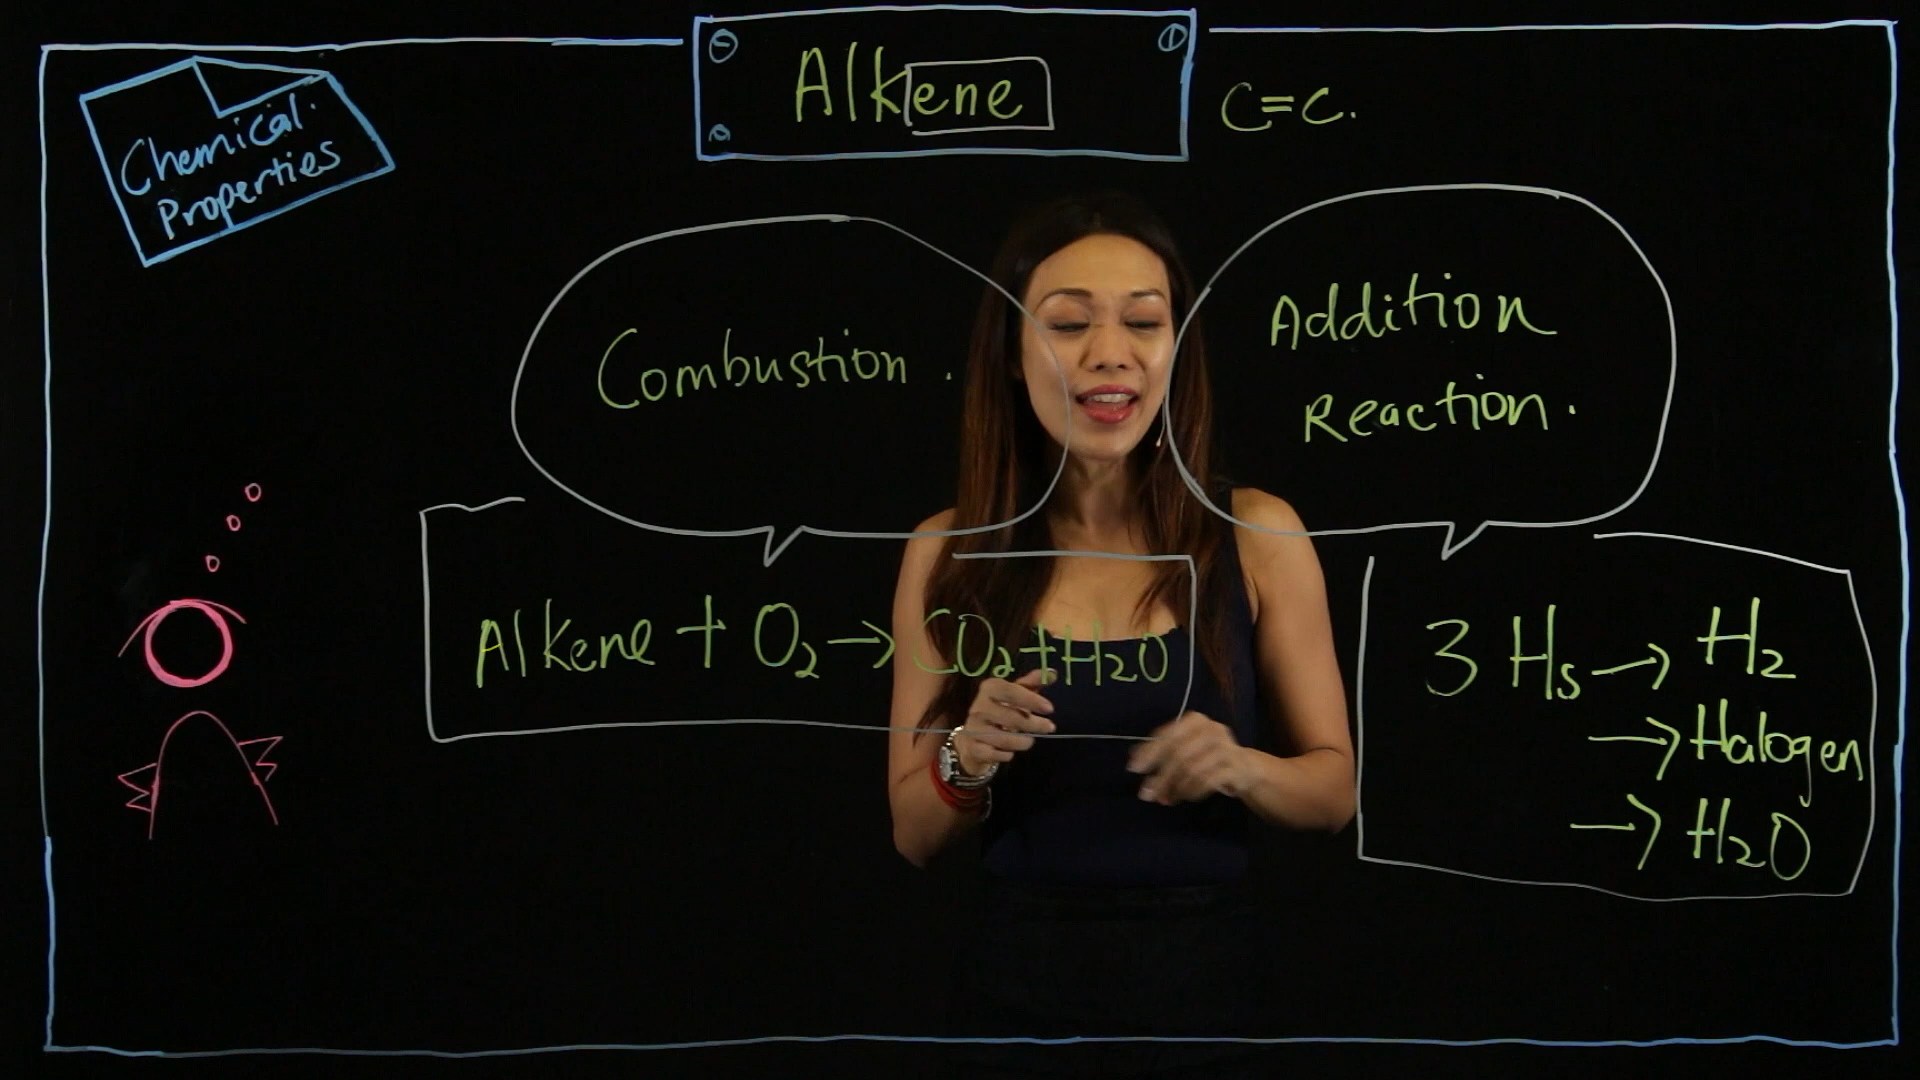 Alkene
C=C.
Chemical
Properties
Combustion.
Addition
Reaction.
Alkene + O₂ → CO₂ + H₂O
3 Hs → H₂
→ Halogen
→ H₂O